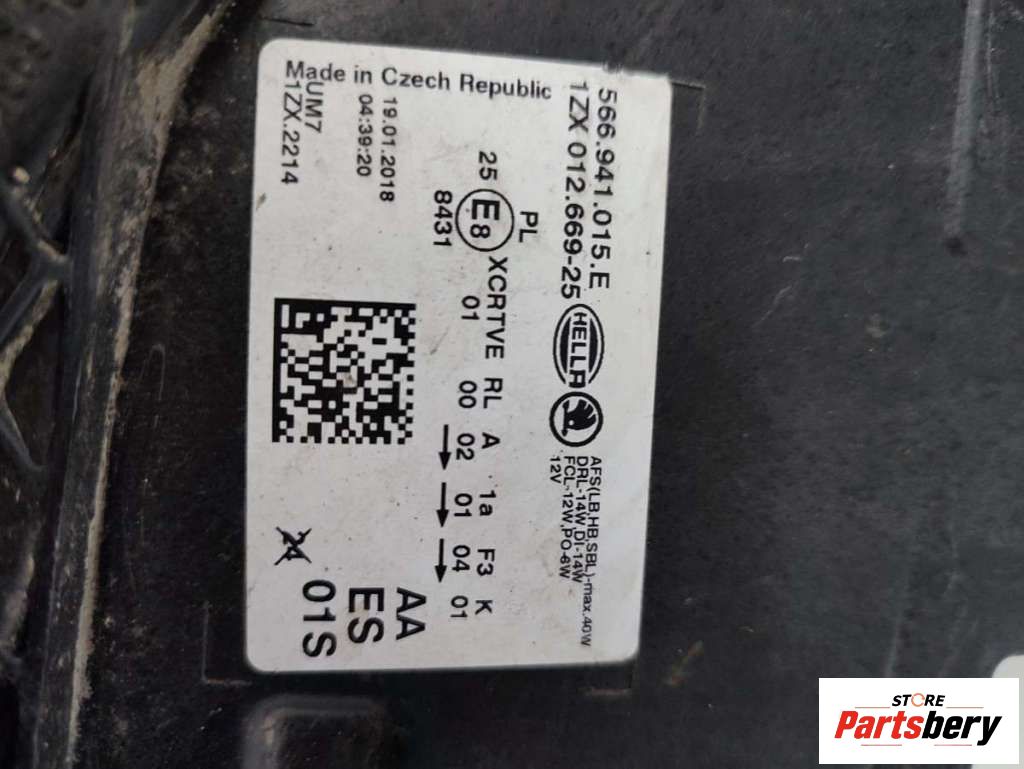 Made in Czech Republic
566.941.015.E
1ZX 012.669-25
HELLA
AFS(LB,HB,SBL)-max.40W
DRL-14W,DI-14W
FCL-12W,PO-6W
12V
PL
XCRTVE RL A 1a F3 K
25 E8 01 00 02 01 04 01
8431
19.01.2018
04:39:20
UM7
1ZX.2214
AA
ES
01S
24
STORE
Partsbery